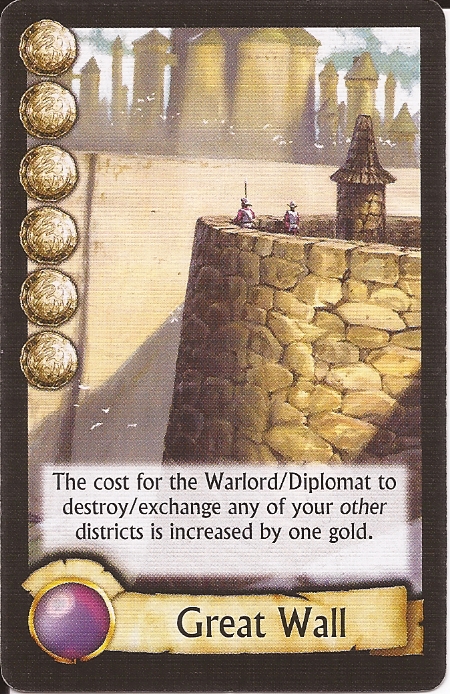 The cost for the Warlord/Diplomat to
destroy/exchange any of your other
districts is increased by one gold.
Great Wall